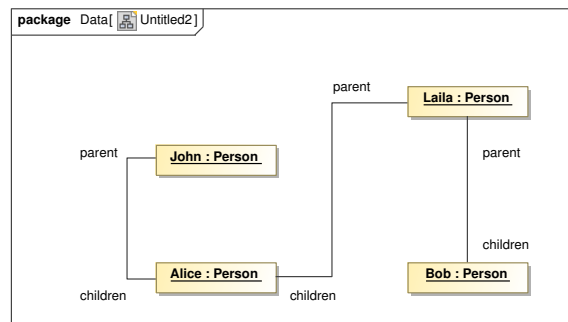 package Data[ Untitled2]
parent
Laila : Person
parent
John : Person
parent
children
Alice : Person
Bob : Person
children
children